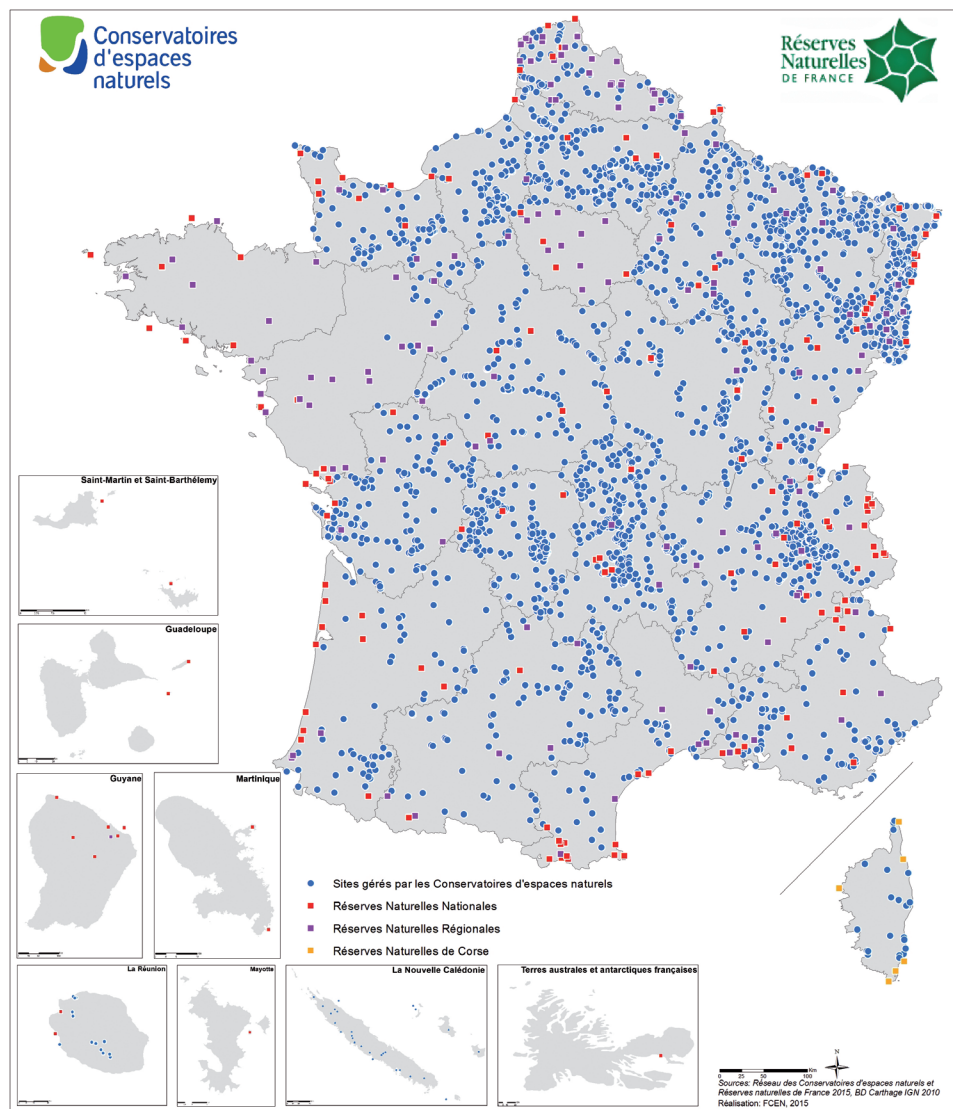 Conservatoires
d'espaces
naturels
Réserves
Naturelles
DE FRANCE
Saint-Martin et Saint-Barthélemy
Guadeloupe
Guyane
Martinique
Sites gérés par les Conservatoires d'espaces naturels
Réserves Naturelles Nationales
Réserves Naturelles Régionales
Réserves Naturelles de Corse
La Réunion
Mayotte
La Nouvelle Calédonie
Terres australes et antarctiques françaises
N
0 25 50 100 Km
Sources: Réseau des Conservatoires d'espaces naturels et
Réserves naturelles de France 2015, BD Carthage IGN 2010
Réalisation: FCEN, 2015